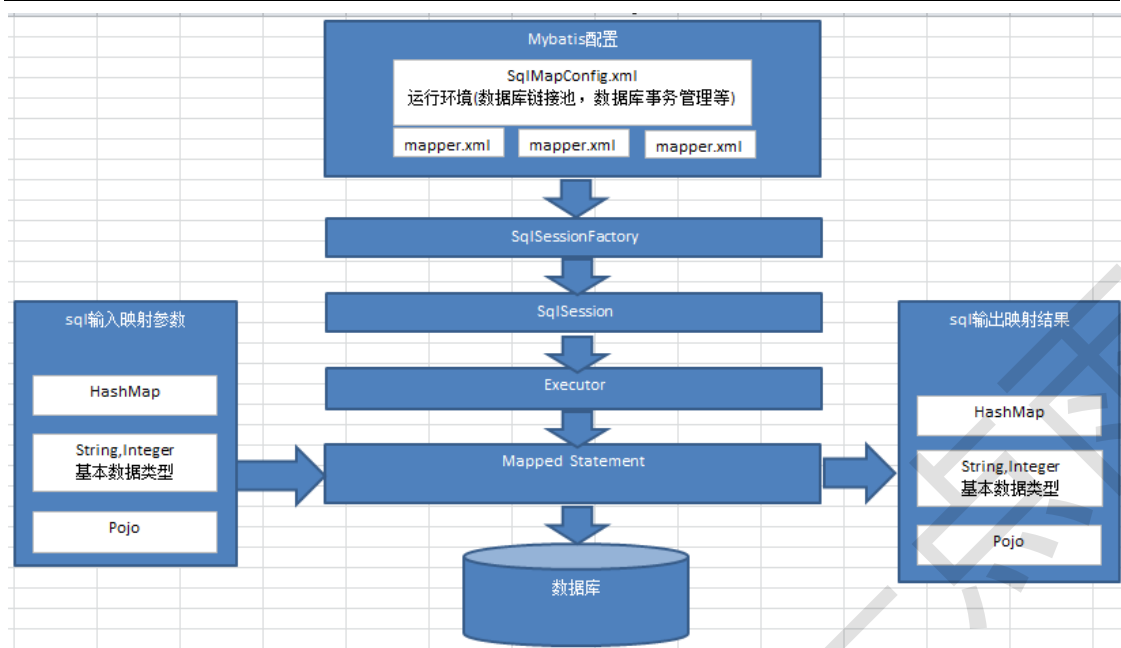 Mybatis配置
SqlMapConfig.xml
运行环境(数据库链接池，数据库事务管理等)
mapper.xml
mapper.xml
mapper.xml
SqlSessionFactory
SqlSession
Executor
Mapped Statement
数据库
sql输入映射参数
HashMap
String,Integer
基本数据类型
Pojo
sql输出映射结果
HashMap
String,Integer
基本数据类型
Pojo
点